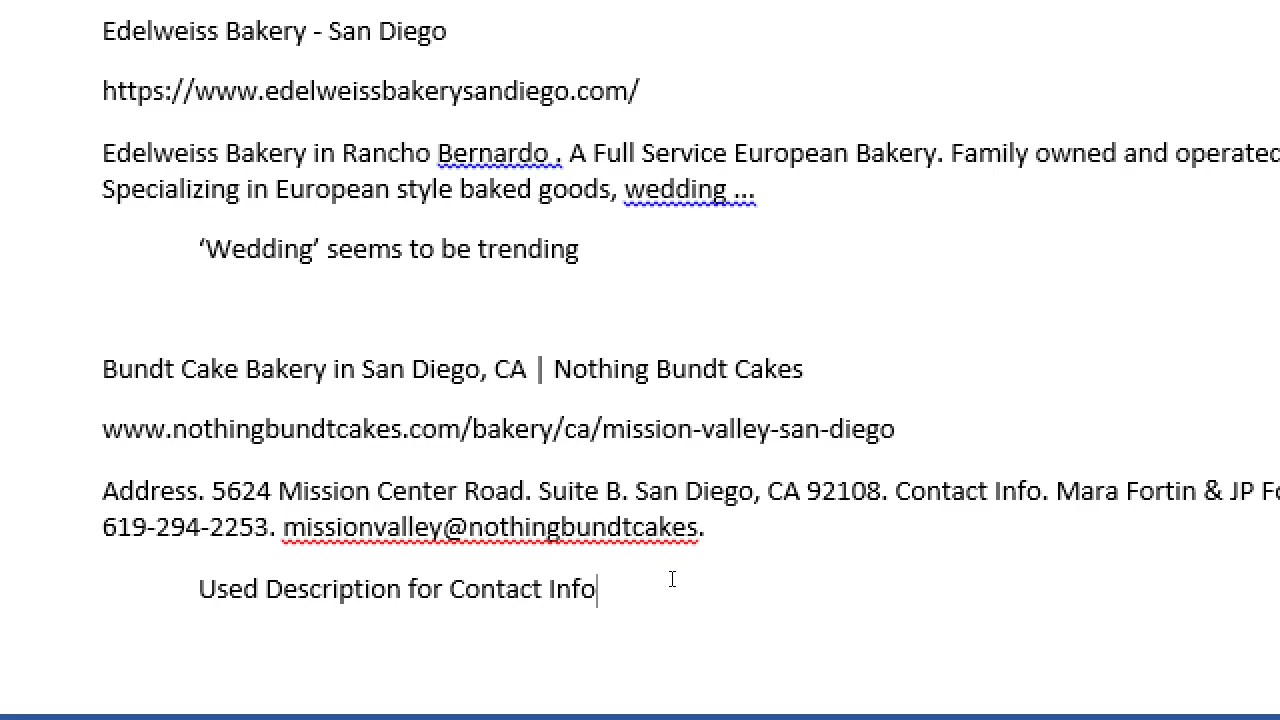 Edelweiss Bakery - San Diego
https://www.edelweissbakerysandiego.com/
Edelweiss Bakery in Rancho Bernardo . A Full Service European Bakery. Family owned and operated
Specializing in European style baked goods, wedding ...
‘Wedding’ seems to be trending
Bundt Cake Bakery in San Diego, CA | Nothing Bundt Cakes
www.nothingbundtcakes.com/bakery/ca/mission-valley-san-diego
Address. 5624 Mission Center Road. Suite B. San Diego, CA 92108. Contact Info. Mara Fortin & JP
619-294-2253. missionvalley@nothingbundtcakes.
Used Description for Contact Info